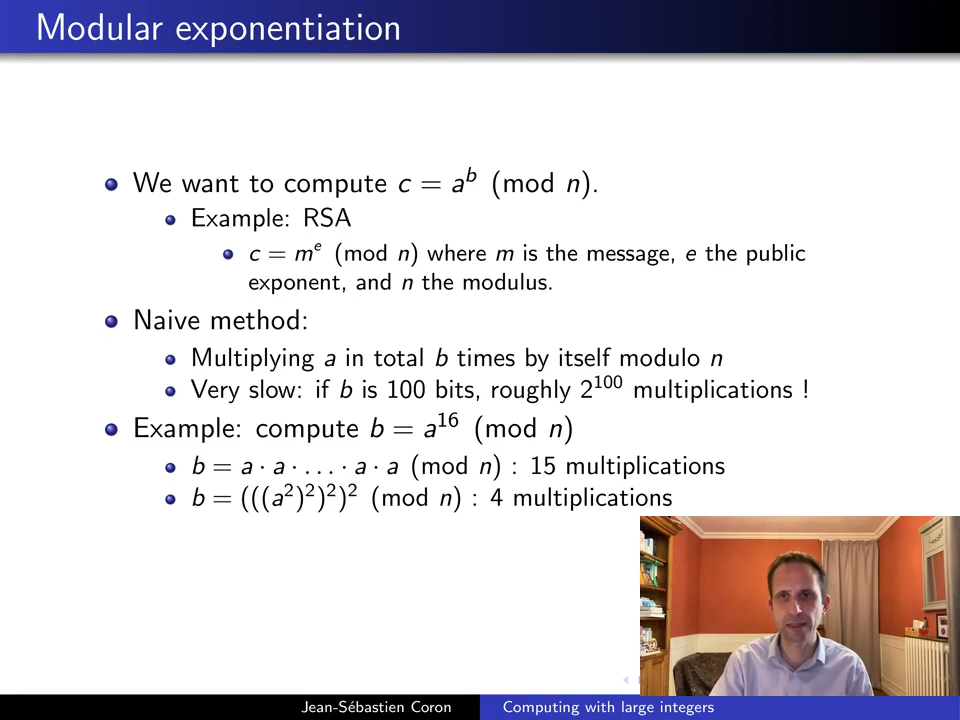 Modular exponentiation
We want to compute c = a^b (mod n).
Example: RSA
c = m^e (mod n) where m is the message, e the public
exponent, and n the modulus.
Naive method:
Multiplying a in total b times by itself modulo n
Very slow: if b is 100 bits, roughly 2^100 multiplications !
Example: compute b = a^16 (mod n)
b = a · a · . . . · a · a (mod n) : 15 multiplications
b = (((a^2)^2)^2)^2 (mod n) : 4 multiplications
Jean-Sébastien Coron Computing with large integers